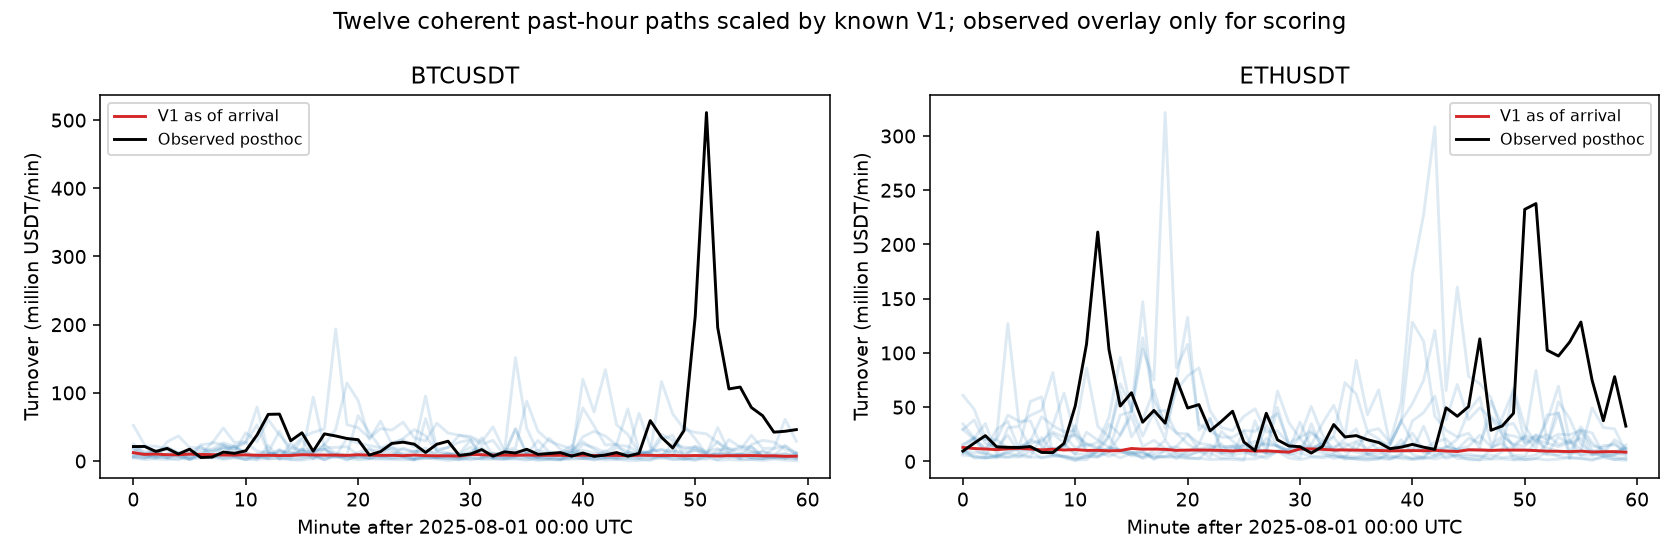 Twelve coherent past-hour paths scaled by known V1; observed overlay only for scoring
BTCUSDT
V1 as of arrival
Observed posthoc
Turnover (million USDT/min)
500
400
300
200
100
0
0 10 20 30 40 50 60
Minute after 2025-08-01 00:00 UTC
ETHUSDT
V1 as of arrival
Observed posthoc
Turnover (million USDT/min)
300
250
200
150
100
50
0
0 10 20 30 40 50 60
Minute after 2025-08-01 00:00 UTC